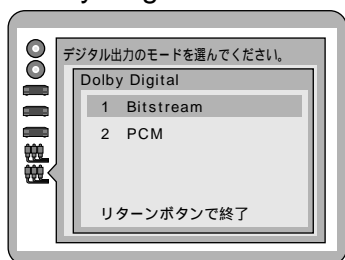 デジタル出力のモードを選んでください。
Dolby Digital
1 Bitstream
2 PCM
リターンボタンで終了